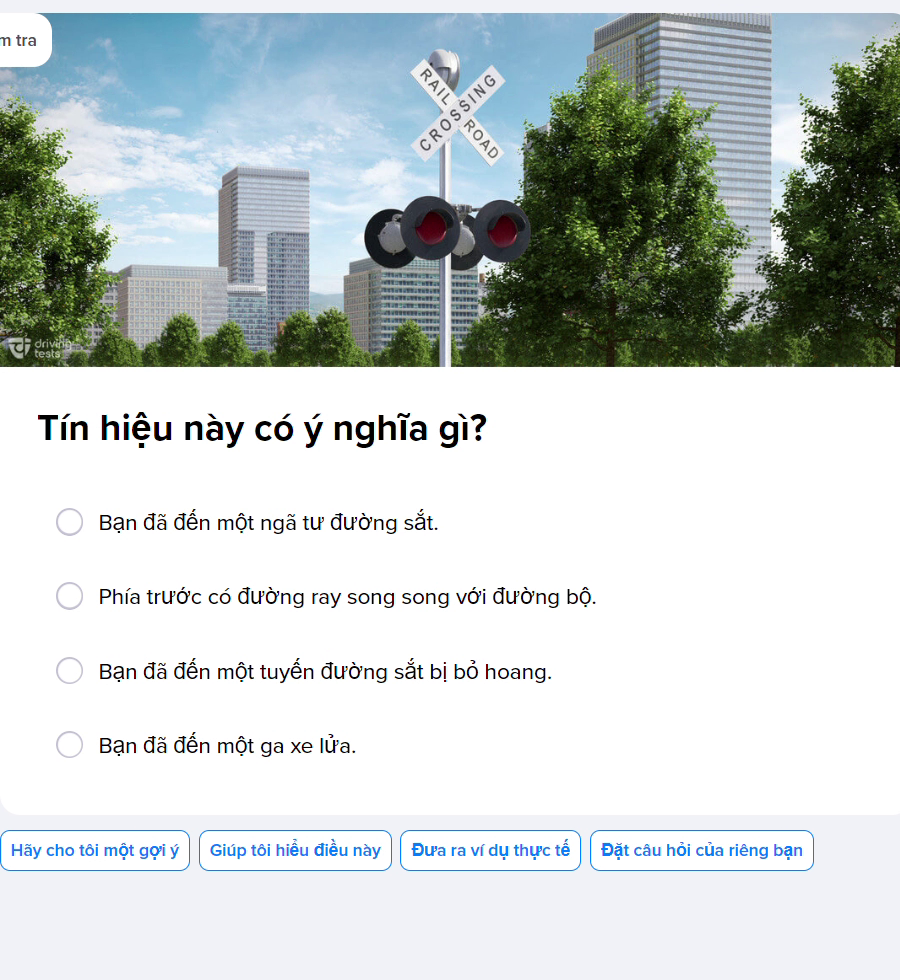 m tra
RAIL ROAD
CROSSING
driving
tests
Tín hiệu này có ý nghĩa gì?
Bạn đã đến một ngã tư đường sắt.
Phía trước có đường ray song song với đường bộ.
Bạn đã đến một tuyến đường sắt bị bỏ hoang.
Bạn đã đến một ga xe lửa.
Hãy cho tôi một gợi ý
Giúp tôi hiểu điều này
Đưa ra ví dụ thực tế
Đặt câu hỏi của riêng bạn